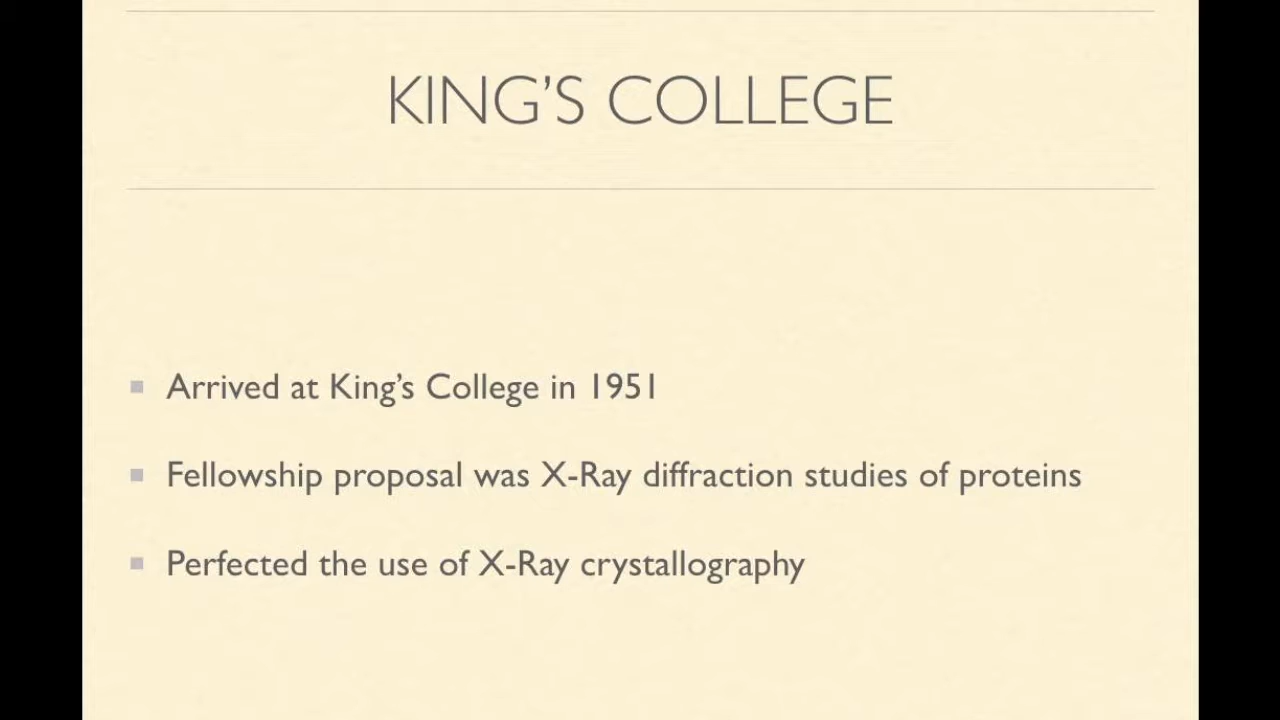 KING'S COLLEGE
Arrived at King's College in 1951
Fellowship proposal was X-Ray diffraction studies of proteins
Perfected the use of X-Ray crystallography